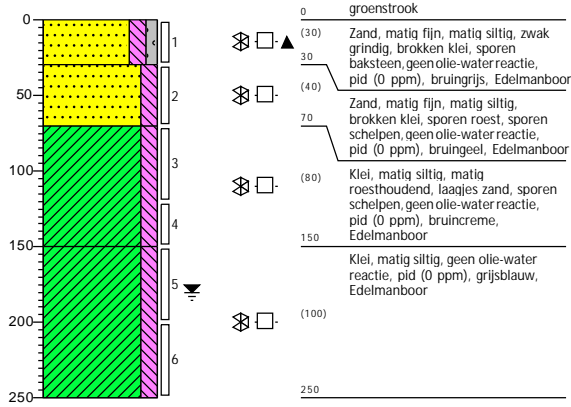 0
50
100
150
200
250
1
2
3
4
5
6
0
groenstrook
(30)
Zand, matig fijn, matig siltig, zwak
grindig, brokken klei, sporen
baksteen, geen olie-water reactie,
pid (0 ppm), bruingrijs, Edelmanboor
30
(40)
Zand, matig fijn, matig siltig,
brokken klei, sporen roest, sporen
schelpen, geen olie-water reactie,
pid (0 ppm), bruingeel, Edelmanboor
70
(80)
Klei, matig siltig, matig
roesthoudend, laagjes zand, sporen
schelpen, geen olie-water reactie,
pid (0 ppm), bruincreme,
Edelmanboor
150
Klei, matig siltig, geen olie-water
reactie, pid (0 ppm), grijsblauw,
Edelmanboor
(100)
250